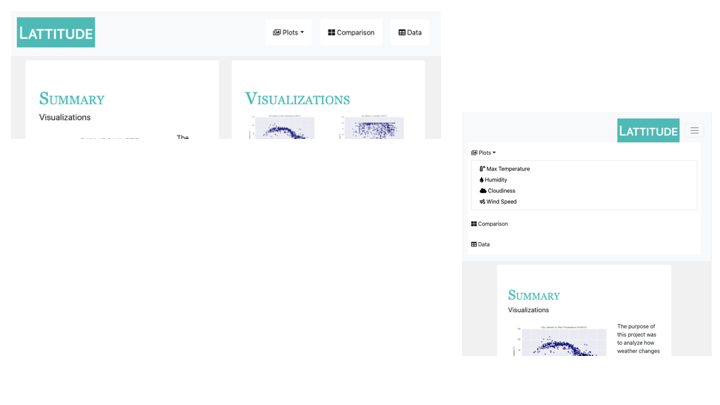 LATTITUDE
Plots
Comparison
Data
SUMMARY
Visualizations
The
VISUALIZATIONS
LATTITUDE
Plots
Max Temperature
Humidity
Cloudiness
Wind Speed
Comparison
Data
SUMMARY
Visualizations
The purpose of
this project was
to analyze how
weather changes